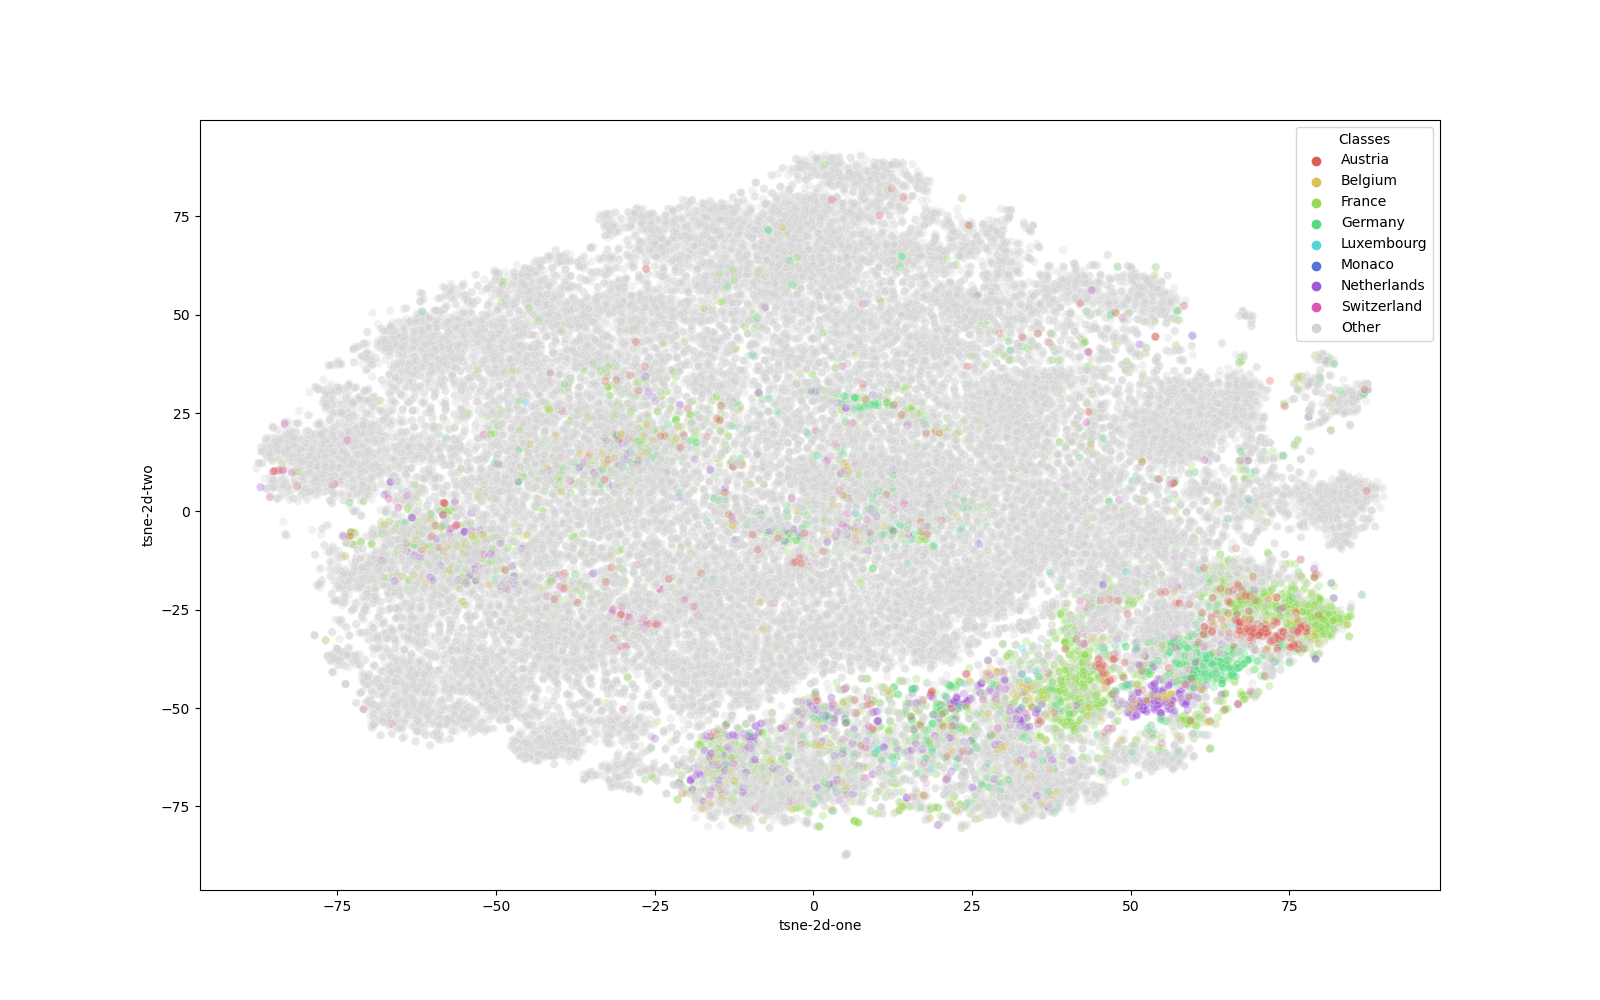 Classes
Austria
Belgium
France
Germany
Luxembourg
Monaco
Netherlands
Switzerland
Other
75
50
25
0
−25
−50
−75
tsne-2d-two
−75
−50
−25
0
25
50
75
tsne-2d-one